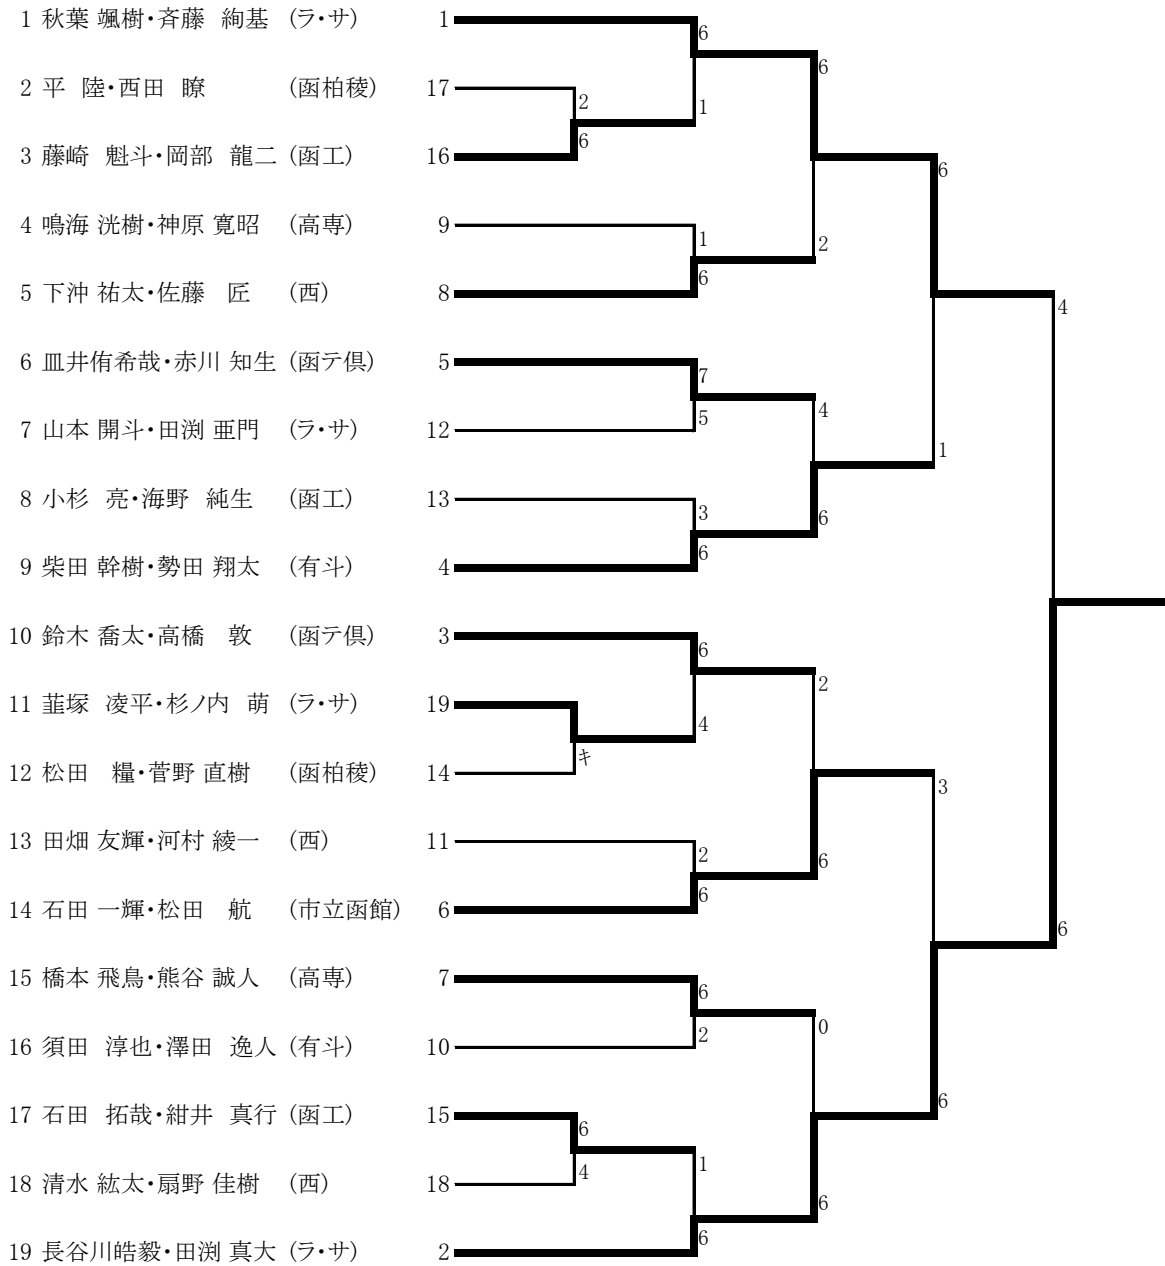 1 秋葉 颯樹・斉藤 絢基 (ラ・サ) 1
6
6
2 平 陸・西田 瞭 (函柏稜) 17
2
1
6
3 藤崎 魁斗・岡部 龍二 (函工) 16
6
4 鳴海 洸樹・神原 寛昭 (高専) 9
1
2
6
5 下沖 祐太・佐藤 匠 (西) 8
4
6 皿井侑希哉・赤川 知生 (函テ倶) 5
7
4
5
7 山本 開斗・田渕 亜門 (ラ・サ) 12
1
8 小杉 亮・海野 純生 (函工) 13
3
6
6
9 柴田 幹樹・勢田 翔太 (有斗) 4
10 鈴木 喬太・高橋 敦 (函テ倶) 3
6
2
11 韮塚 凌平・杉ノ内 萌 (ラ・サ) 19
4
キ
12 松田 糧・菅野 直樹 (函柏稜) 14
3
13 田畑 友輝・河村 綾一 (西) 11
2
6
6
14 石田 一輝・松田 航 (市立函館) 6
6
15 橋本 飛鳥・熊谷 誠人 (高専) 7
6
0
2
16 須田 淳也・澤田 逸人 (有斗) 10
6
17 石田 拓哉・紺井 真行 (函工) 15
6
1
4
18 清水 紘太・扇野 佳樹 (西) 18
6
6
19 長谷川皓毅・田渕 真大 (ラ・サ) 2